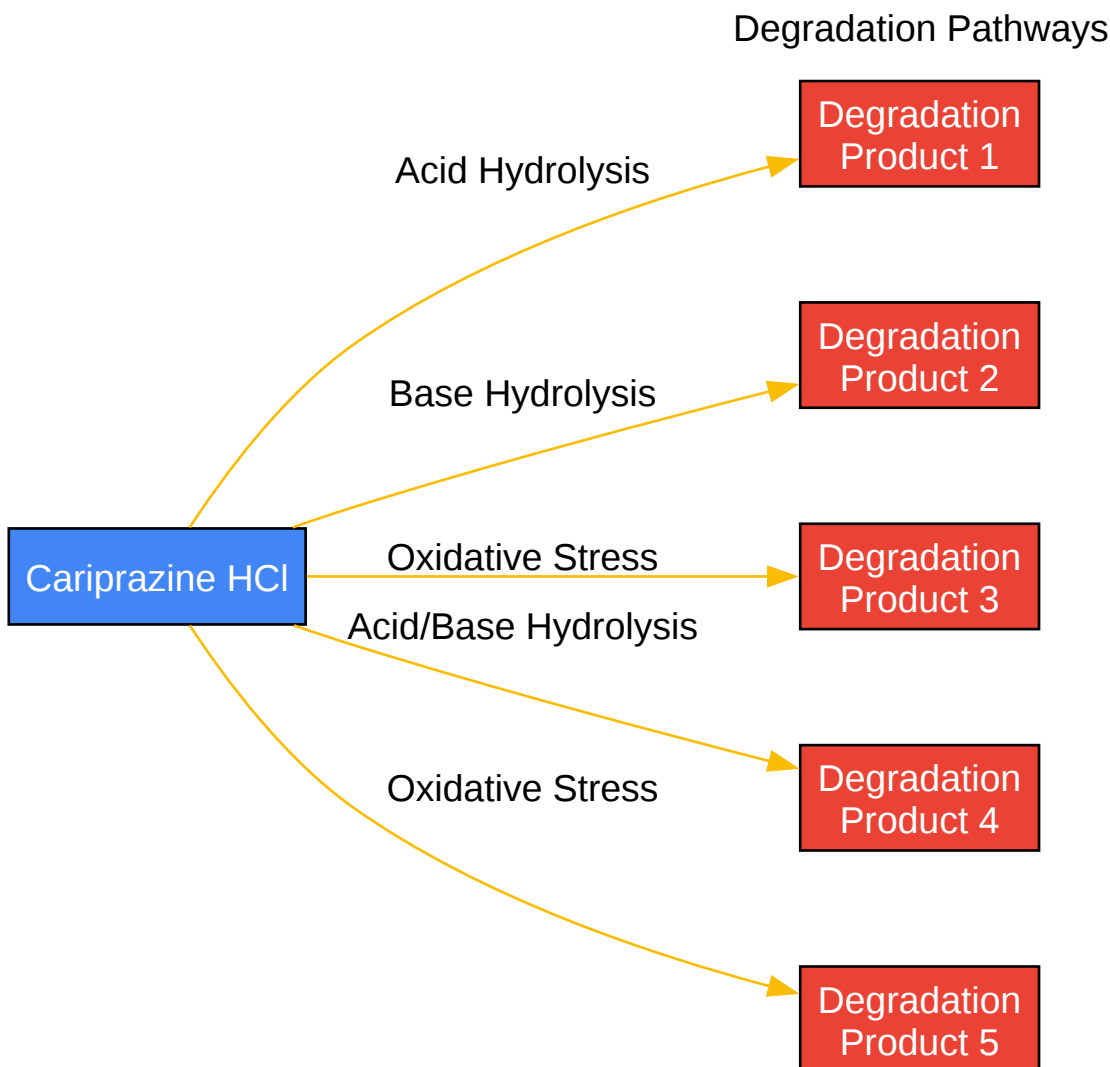 Degradation Pathways
Degradation
Product 1
Acid Hydrolysis
Degradation
Product 2
Base Hydrolysis
Cariprazine HCl
Oxidative Stress
Degradation
Product 3
Acid/Base Hydrolysis
Degradation
Product 4
Oxidative Stress
Degradation
Product 5